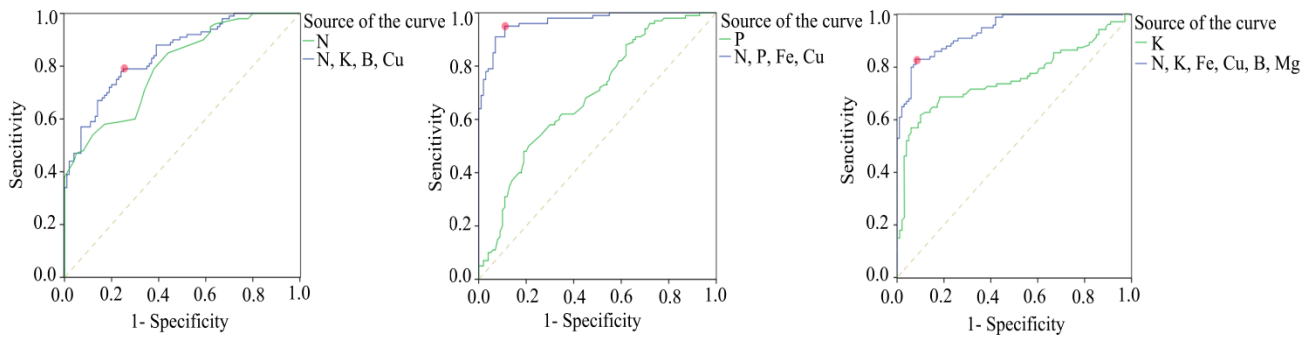 Source of the curve
N
N, K, B, Cu
1.0
0.8
0.6
0.4
0.2
0.0
Sencitivity
0.0 0.2 0.4 0.6 0.8 1.0
1- Specificity
Source of the curve
P
N, P, Fe, Cu
1.0
0.8
0.6
0.4
0.2
0.0
Sencitivity
0.0 0.2 0.4 0.6 0.8 1.0
1- Specificity
Source of the curve
K
N, K, Fe, Cu, B, Mg
1.0
0.8
0.6
0.4
0.2
0.0
Sencitivity
0.0 0.2 0.4 0.6 0.8 1.0
1- Specificity